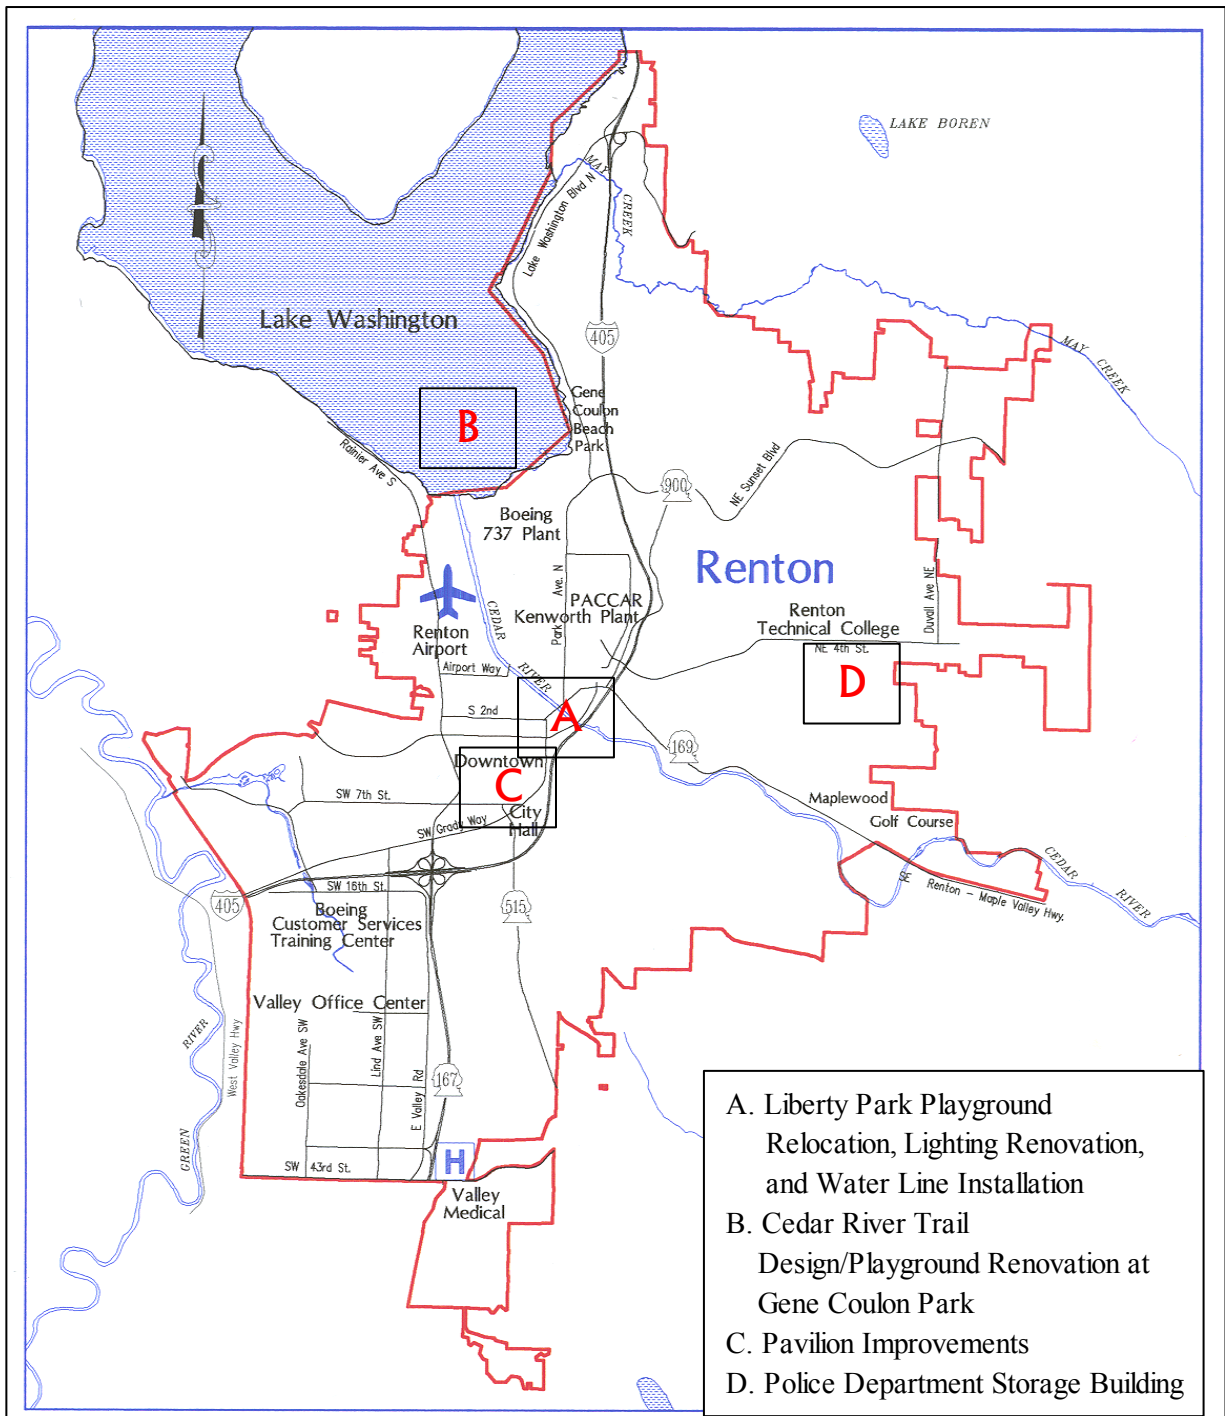 LAKE BOREN
MAY
CREEK
Lake Washington Blvd N
Lake Washington
405
MAY
CREEK
B
Gene
Coulon
Beach
Park
Rainier Ave S
900
NE Sunset Blvd
Boeing
737 Plant
Renton
CEDAR
RIVER
Park Ave. N
PACCAR
Kenworth Plant
Renton
Technical College
Duvall Ave NE
NE 4th St.
Renton
Airport
Airport Way
D
S 2nd
A
169
Downtown
C
SW 7th St.
City
Hall
SW Grady Way
Maplewood
Golf Course
CEDAR
RIVER
SE Renton – Maple Valley Hwy.
SW 16th St.
405
515
Boeing
Customer Services
Training Center
Valley Office Center
GREEN
RIVER
West Valley Hwy
Oakesdale Ave SW
Lind Ave SW
E Valley Rd
167
SW 43rd St.
H
Valley
Medical
A. Liberty Park Playground
Relocation, Lighting Renovation,
and Water Line Installation
B. Cedar River Trail
Design/Playground Renovation at
Gene Coulon Park
C. Pavilion Improvements
D. Police Department Storage Building